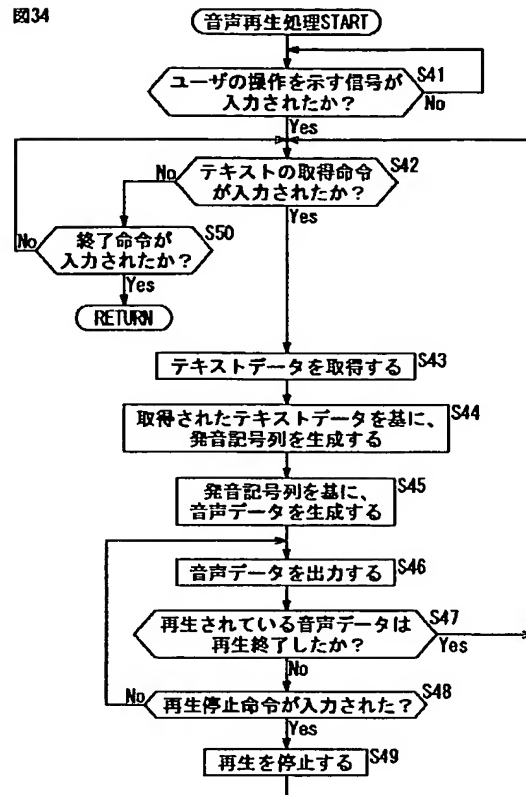 図34
音声再生処理START
ユーザの操作を示す信号が
入力されたか？
S41
No
Yes
テキストの取得命令
が入力されたか？
S42
No
Yes
終了命令が
入力されたか？
S50
No
Yes
RETURN
テキストデータを取得する
S43
取得されたテキストデータを基に、
発音記号列を生成する
S44
発音記号列を基に、
音声データを生成する
S45
音声データを出力する
S46
再生されている音声データは
再生終了したか？
S47
Yes
No
再生停止命令が入力された？
S48
No
Yes
再生を停止する
S49